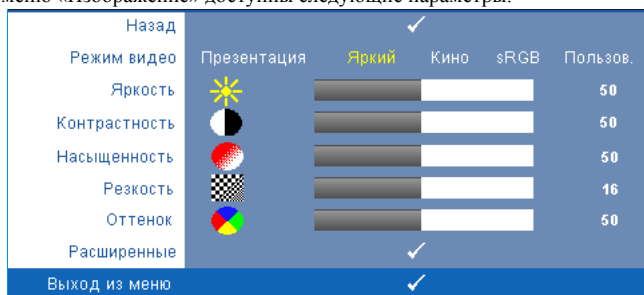 меню «Изображение» доступны следующие параметры:
Назад
Режим видео Презентация Яркий Кино sRGB Пользов.
Яркость 50
Контрастность 50
Насыщенность 50
Резкость 16
Оттенок 50
Расширенные
Выход из меню